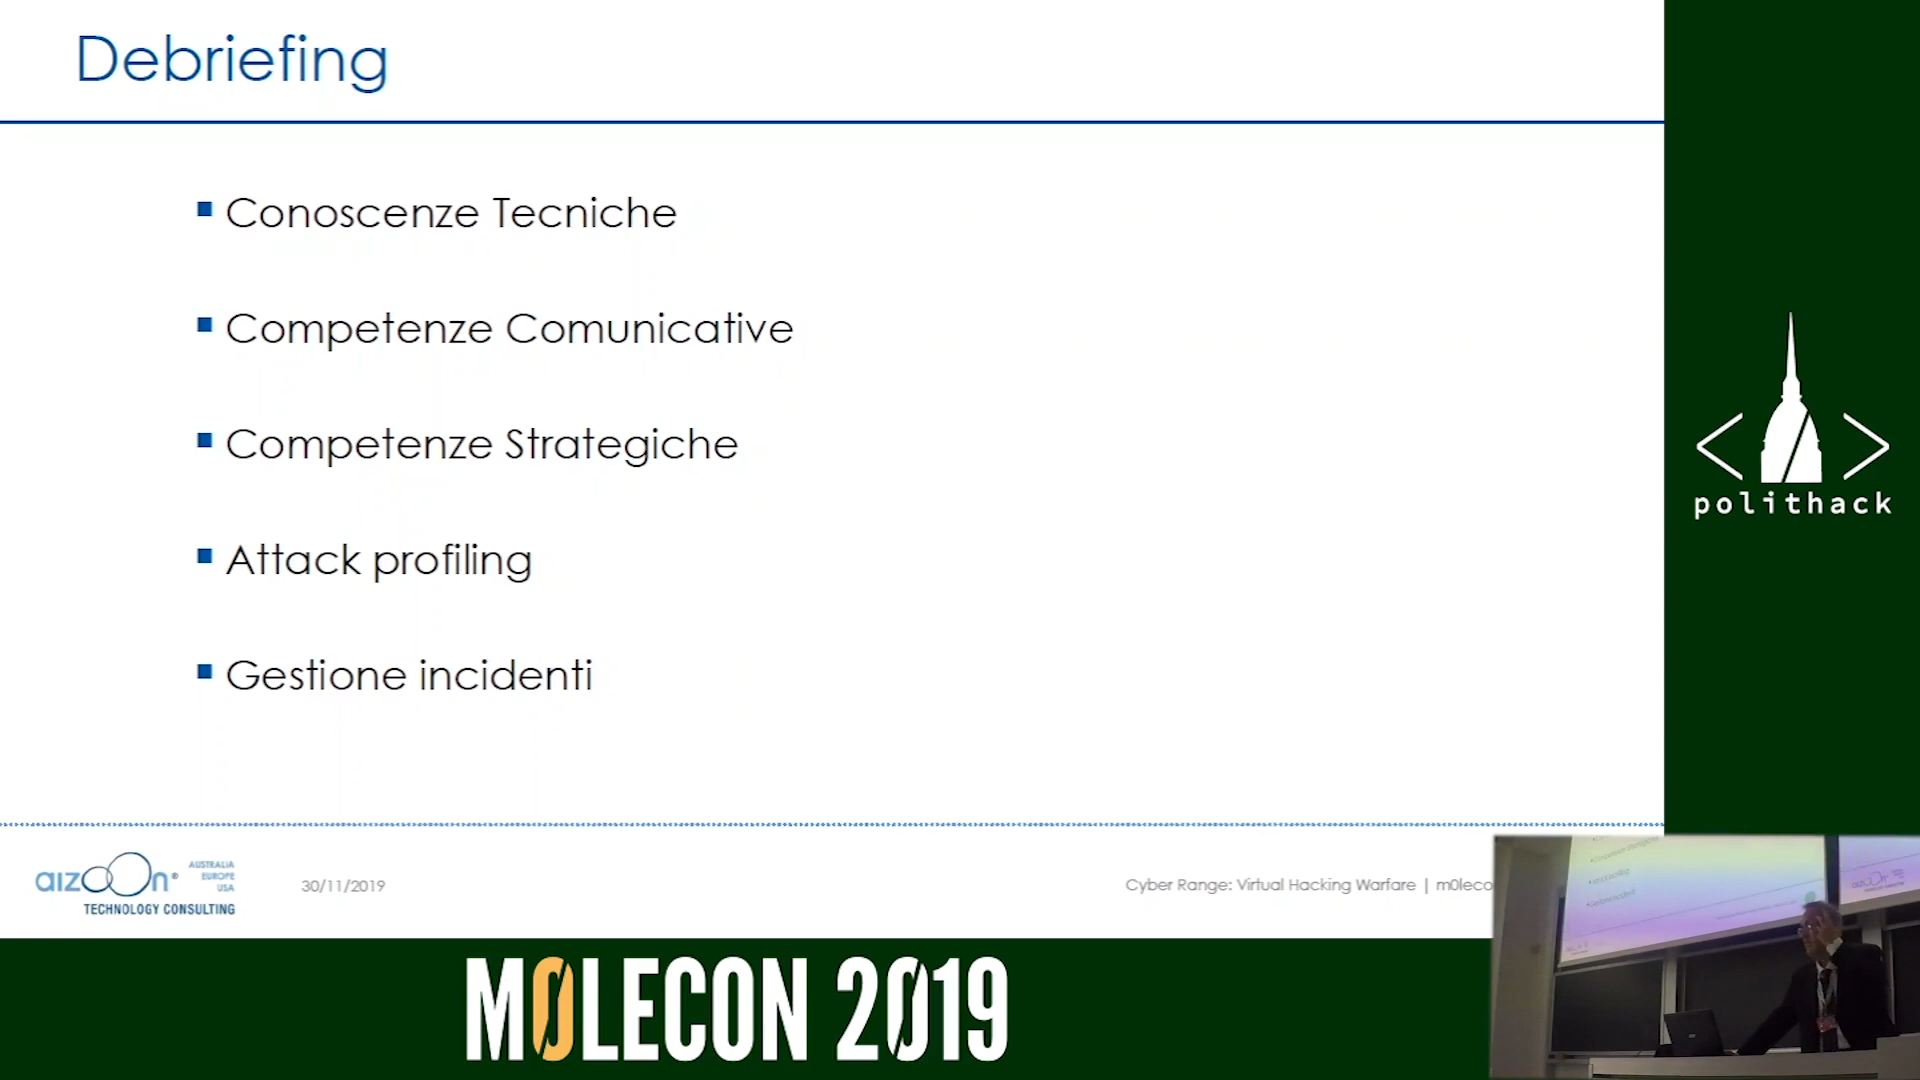 Debriefing
Conoscenze Tecniche
Competenze Comunicative
Competenze Strategiche
Attack profiling
Gestione incidenti
polithack
aizoOn®
AUSTRALIA
EUROPE
USA
TECHNOLOGY CONSULTING
30/11/2019
Cyber Range: Virtual Hacking Warfare | m0leco
M0LECON 2019